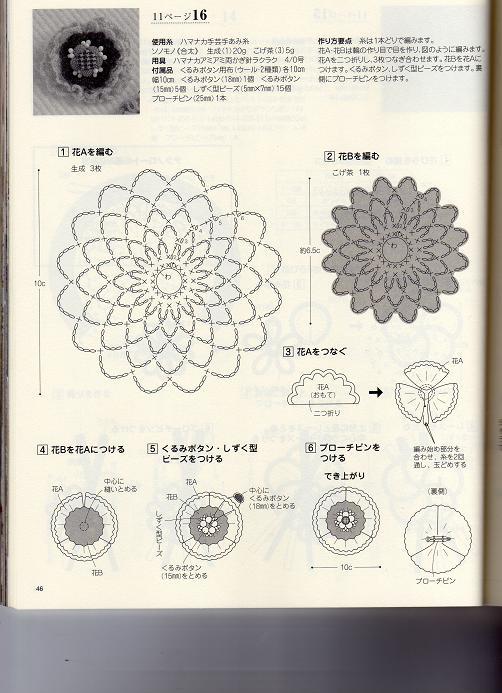 11ページ16
使用糸　ハマナカ手芸手あみ糸
ソノモノ《合太》　生成(1)20g　こげ茶(3)5g
用具　ハマナカアミアミ両かぎ針ラクラク　4/0号
付属品　くるみボタン用布(ウール・2種類)各10cm
幅10cm　くるみボタン(18mm)1個　くるみボタン
(15mm)5個　しずく型ビーズ(5mm×7mm)15個
ブローチピン(25mm)1本
作り方要点　糸は1本どりで編みます。
花A・花Bは輪の作り目で目を作り、図のように編みます。
花Aを二つ折りし、3枚つなぎ合わせます。花Bを花Aに
つけます。くるみボタン、しずく型ビーズをつけます。裏
側にブローチピンをつけます。
1 花Aを編む
生成　3枚
10c
わ
2 花Bを編む
こげ茶　1枚
約6.5c
わ
3 花Aをつなぐ
花A
(おもて)
二つ折り
花A
編み始め部分を
合わせ、糸を2回
通し、玉どめする
4 花Bを花Aにつける
花A
中心に
縫いとめる
花B
5 くるみボタン・しずく型
ビーズをつける
花A
花B
しずく型ビーズ
中心に
くるみボタン
(18mm)をとめる
くるみボタン
(15mm)をとめる
6 ブローチピンを
つける
でき上がり
10c
(裏側)
ブローチピン
46